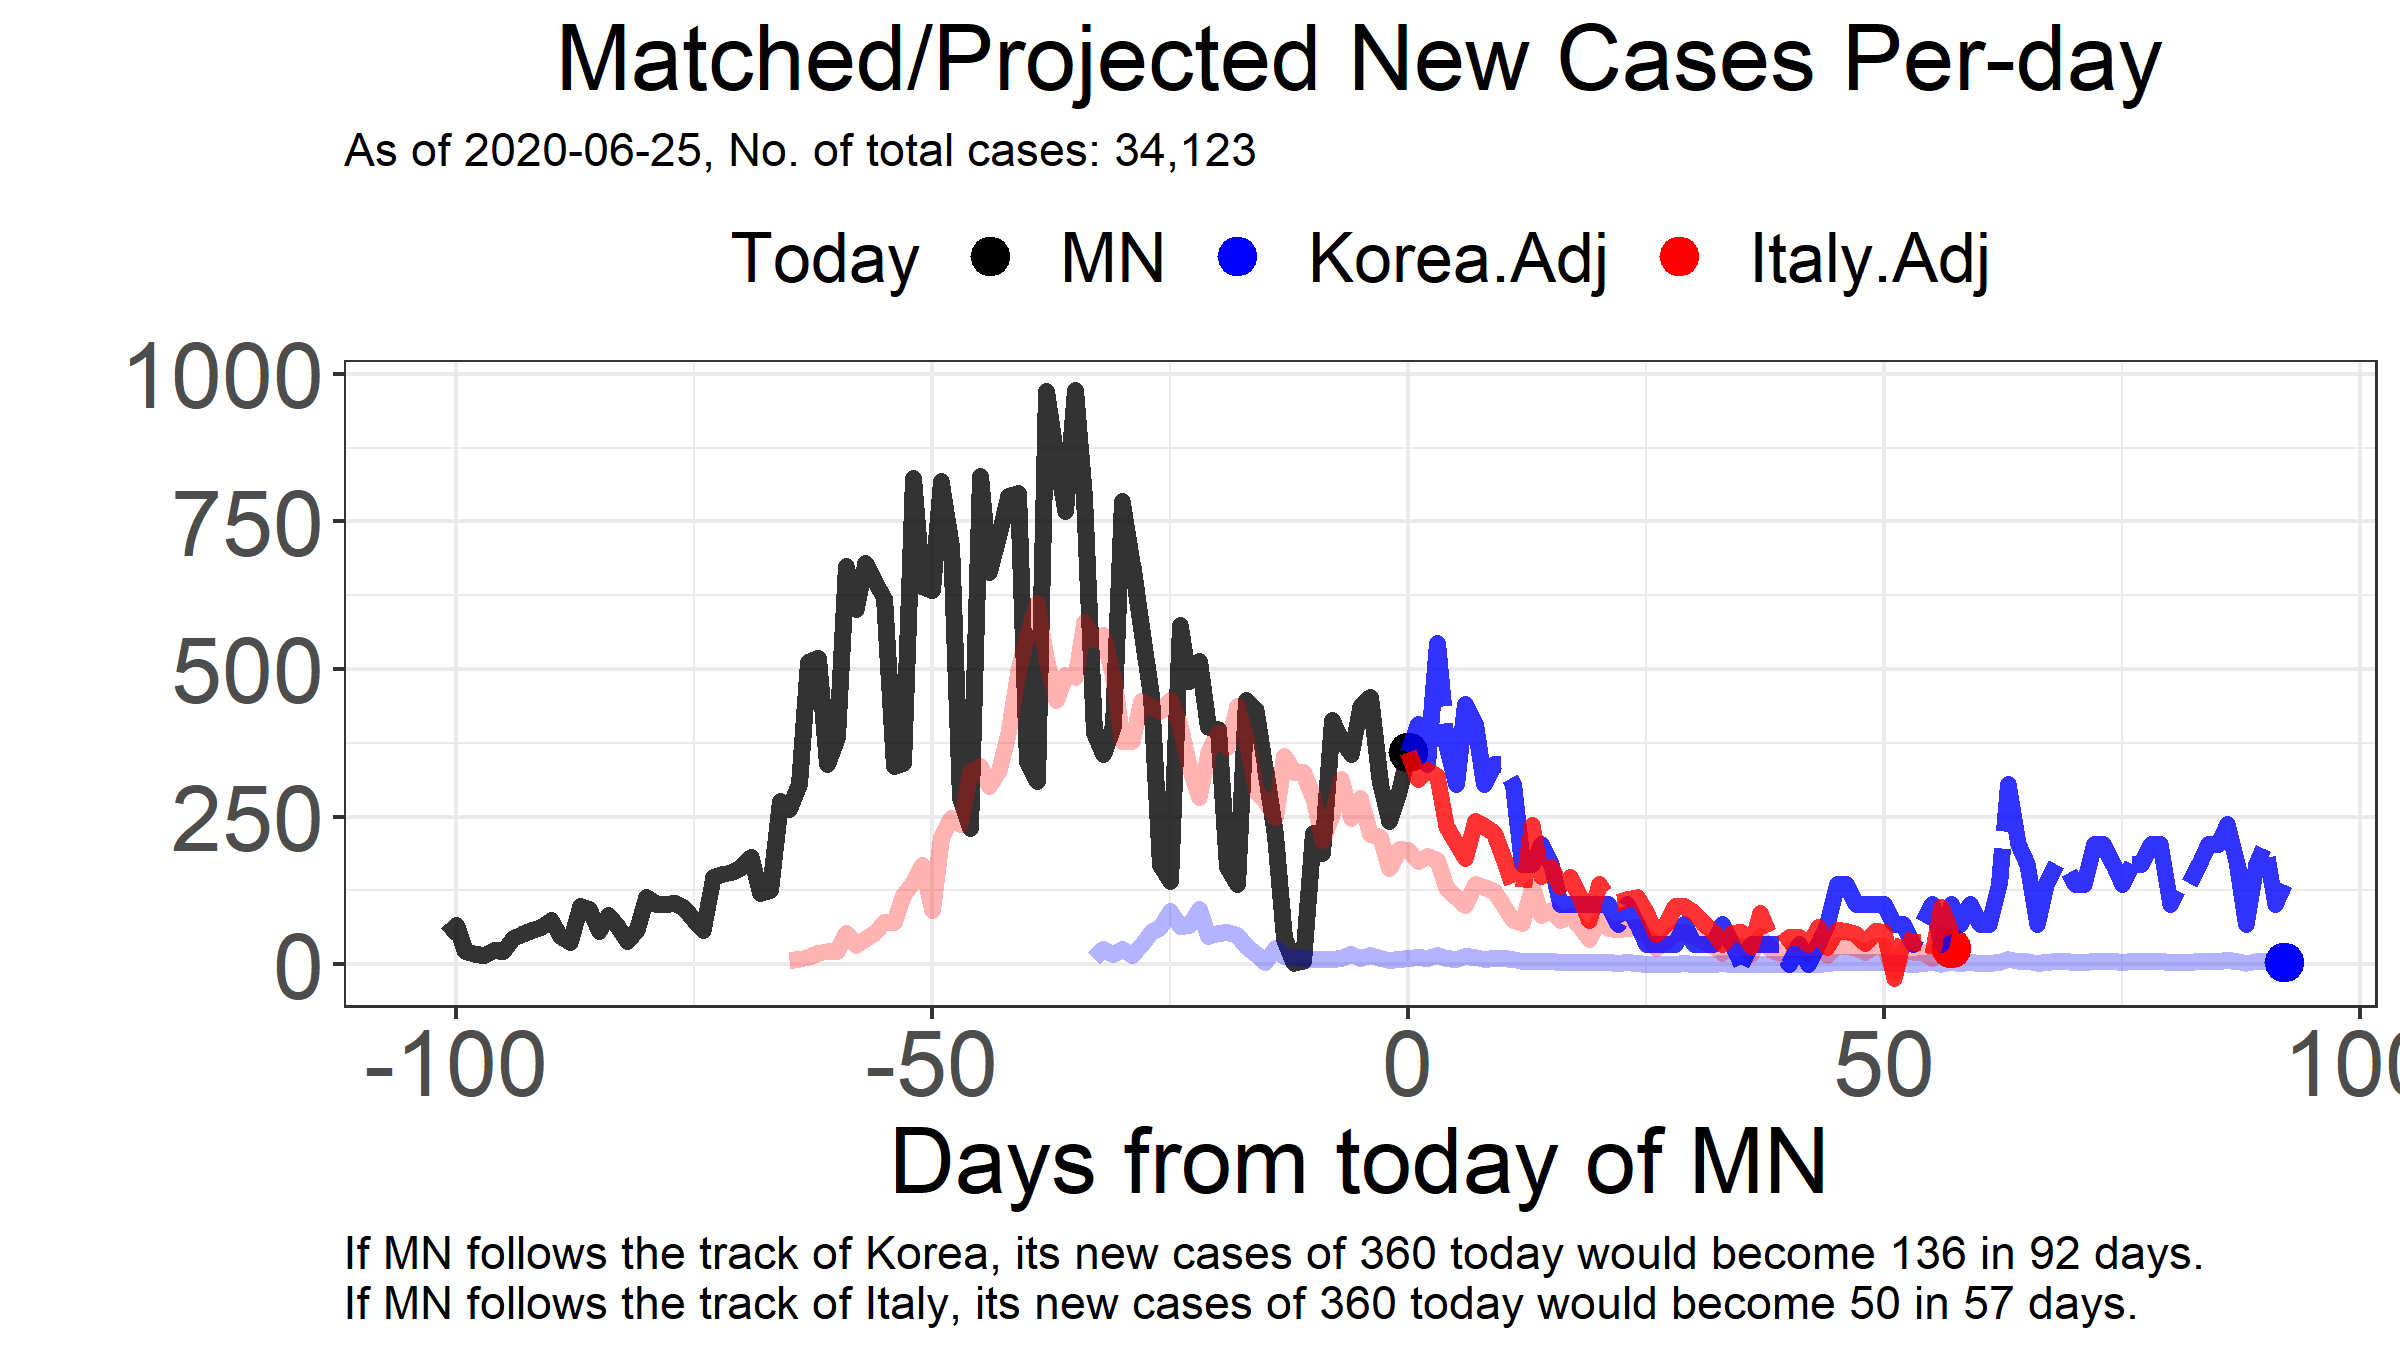 Matched/Projected New Cases Per-day
As of 2020-06-25, No. of total cases: 34,123
Today MN Korea.Adj Italy.Adj
1000
750
500
250
0
-100 -50 0 50 100
Days from today of MN
If MN follows the track of Korea, its new cases of 360 today would become 136 in 92 days.
If MN follows the track of Italy, its new cases of 360 today would become 50 in 57 days.